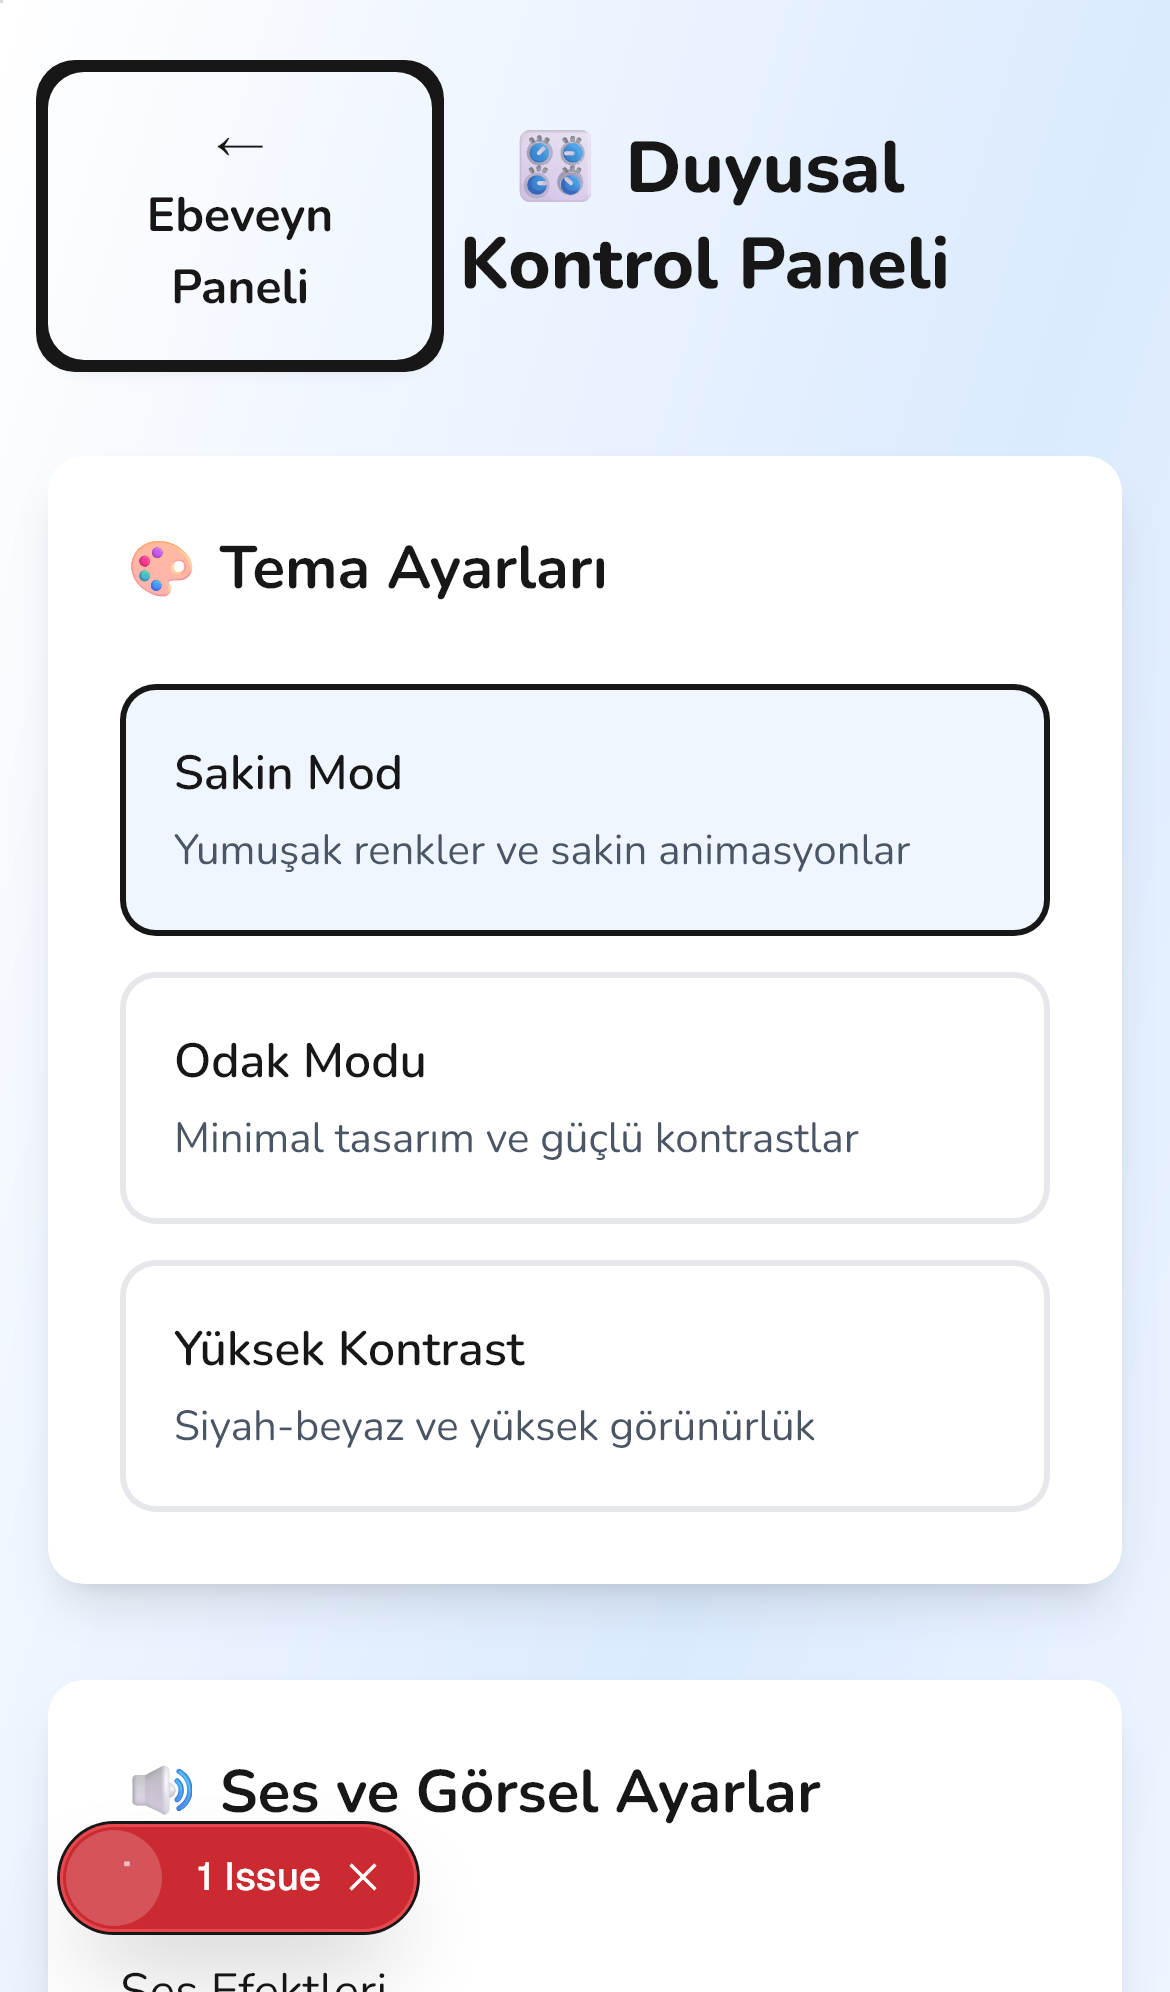 ←
Ebeveyn
Paneli
Duyusal
Kontrol Paneli
Tema Ayarları
Sakin Mod
Yumuşak renkler ve sakin animasyonlar
Odak Modu
Minimal tasarım ve güçlü kontrastlar
Yüksek Kontrast
Siyah-beyaz ve yüksek görünürlük
Ses ve Görsel Ayarlar
1 Issue
Ses Efektleri